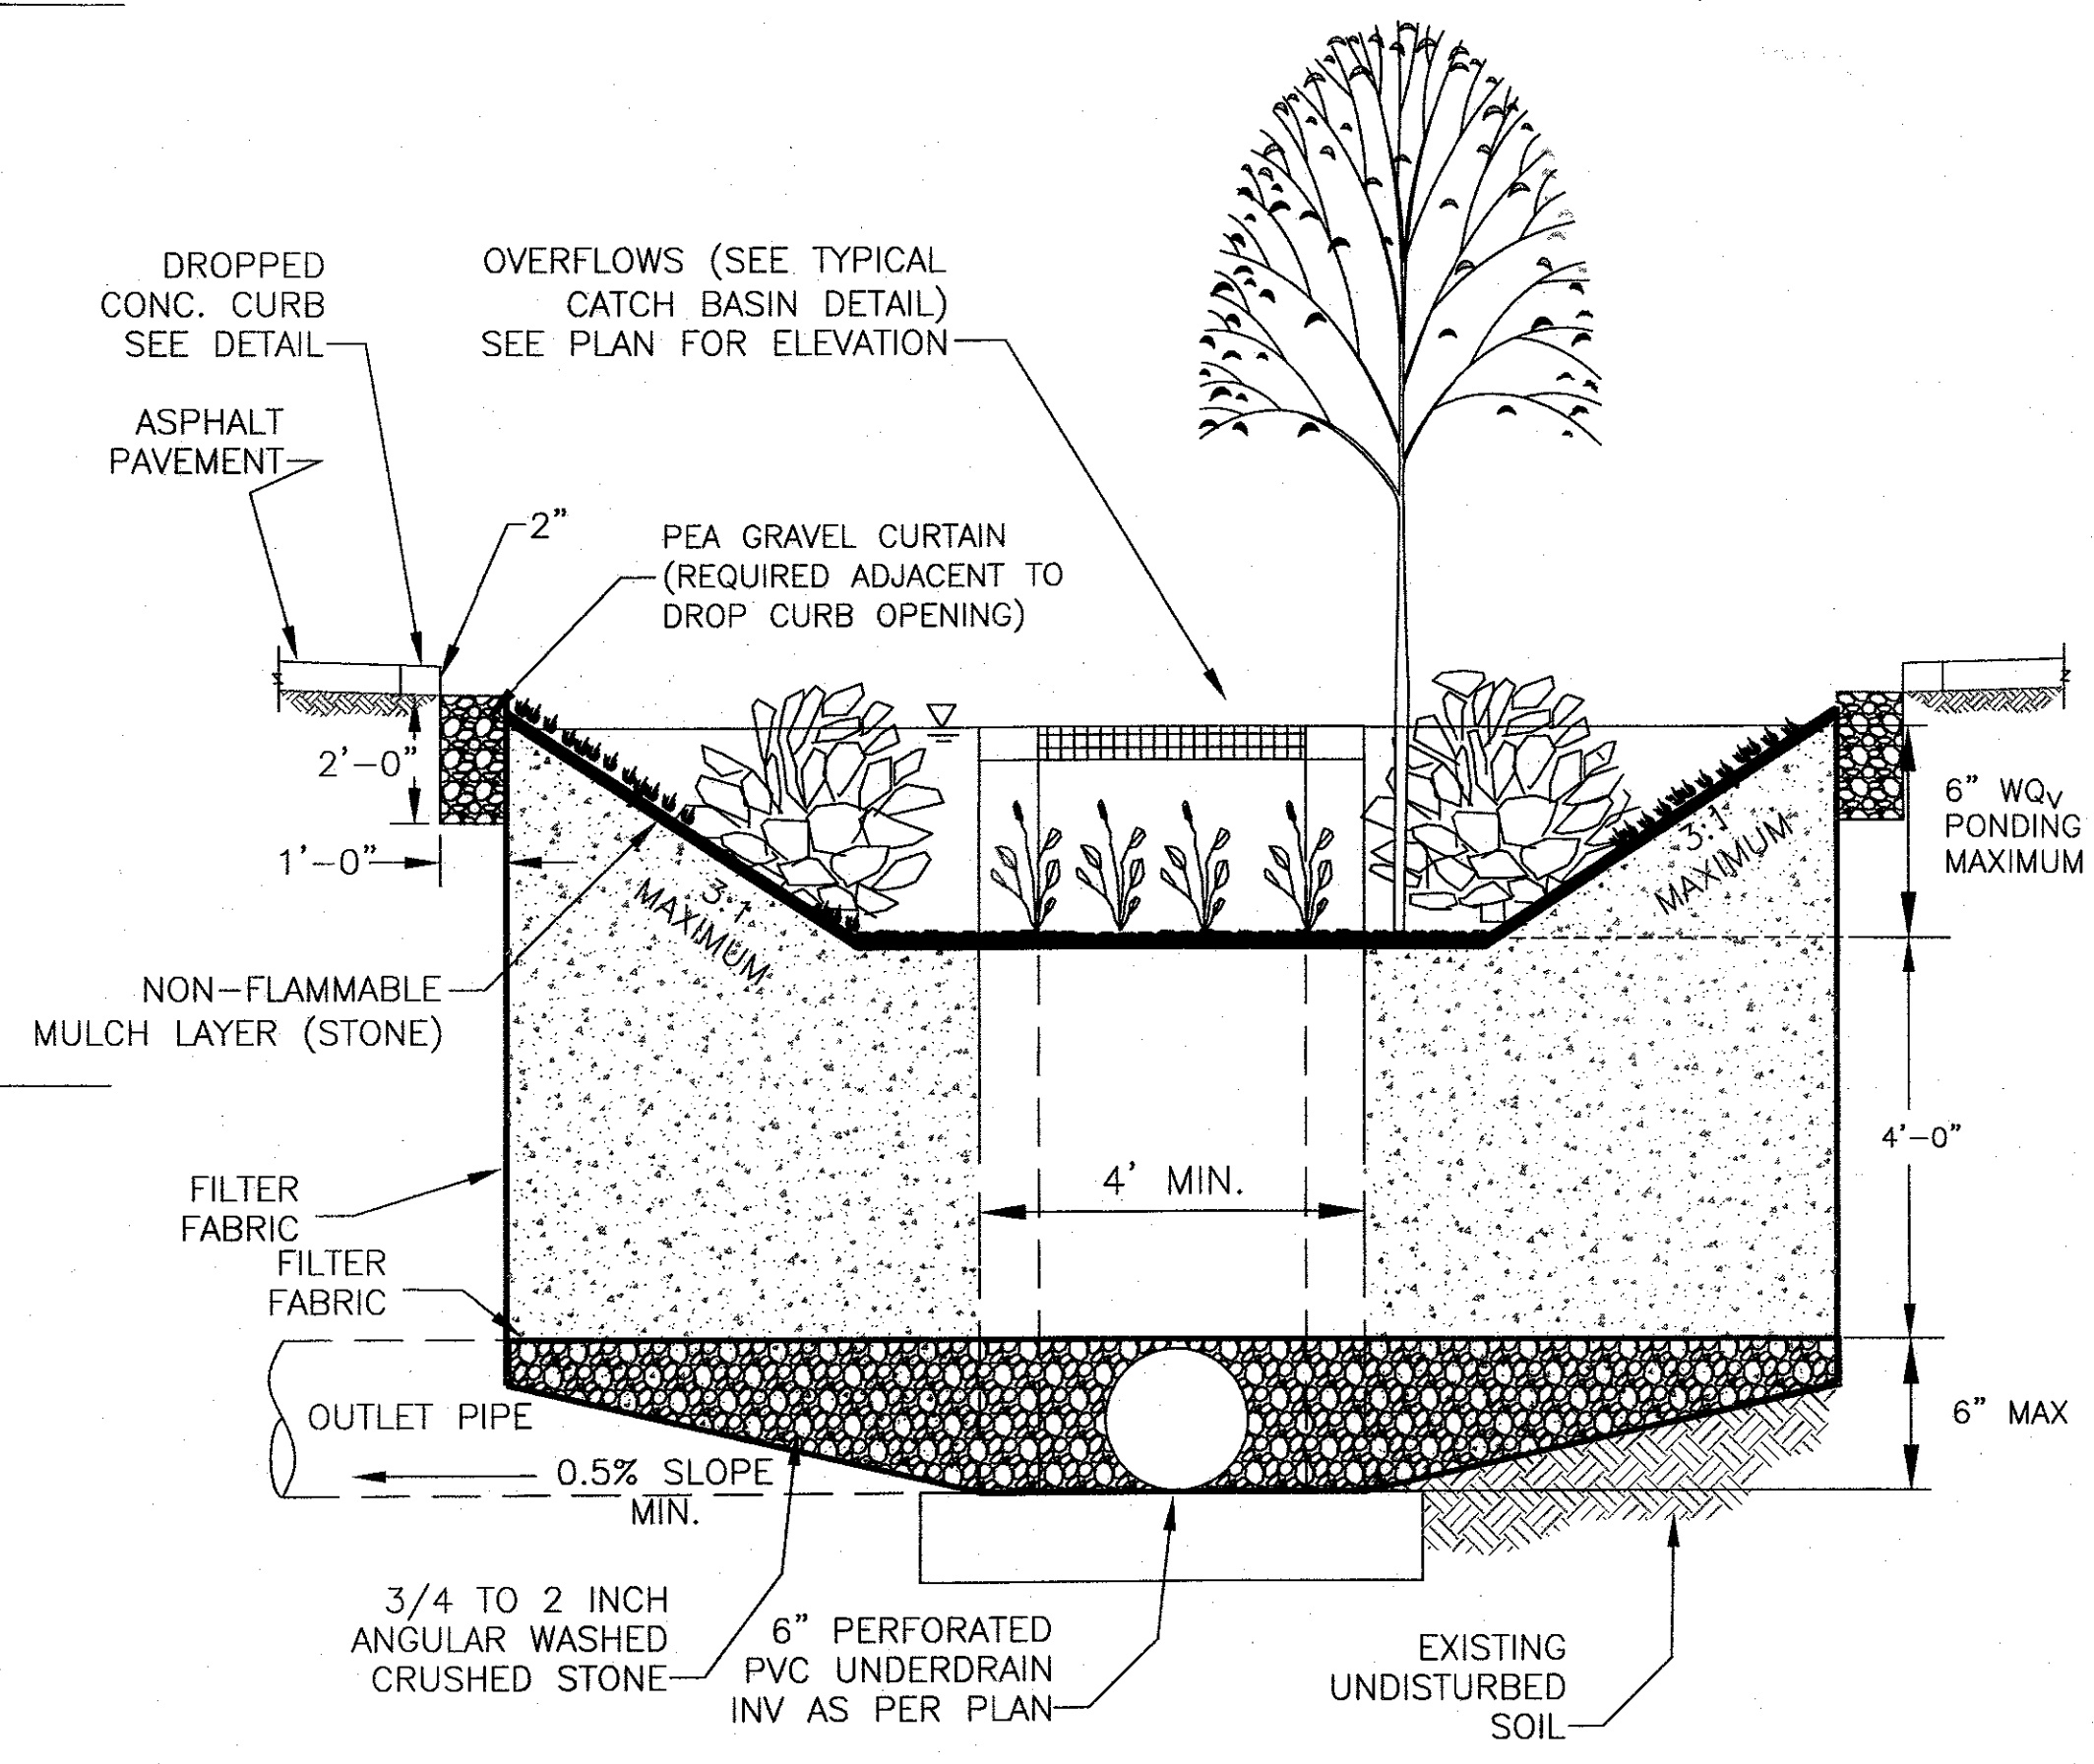 DROPPED
CONC. CURB
SEE DETAIL
OVERFLOWS (SEE TYPICAL
CATCH BASIN DETAIL)
SEE PLAN FOR ELEVATION
ASPHALT
PAVEMENT
2"
PEA GRAVEL CURTAIN
(REQUIRED ADJACENT TO
DROP CURB OPENING)
2'-0"
1'-0"
6" WQv
PONDING
MAXIMUM
3:1
MAXIMUM
3:1
MAXIMUM
NON-FLAMMABLE
MULCH LAYER (STONE)
4'-0"
4' MIN.
FILTER
FABRIC
FILTER
FABRIC
OUTLET PIPE
6" MAX
0.5% SLOPE
MIN.
3/4 TO 2 INCH
ANGULAR WASHED
CRUSHED STONE
6" PERFORATED
PVC UNDERDRAIN
INV AS PER PLAN
EXISTING
UNDISTURBED
SOIL